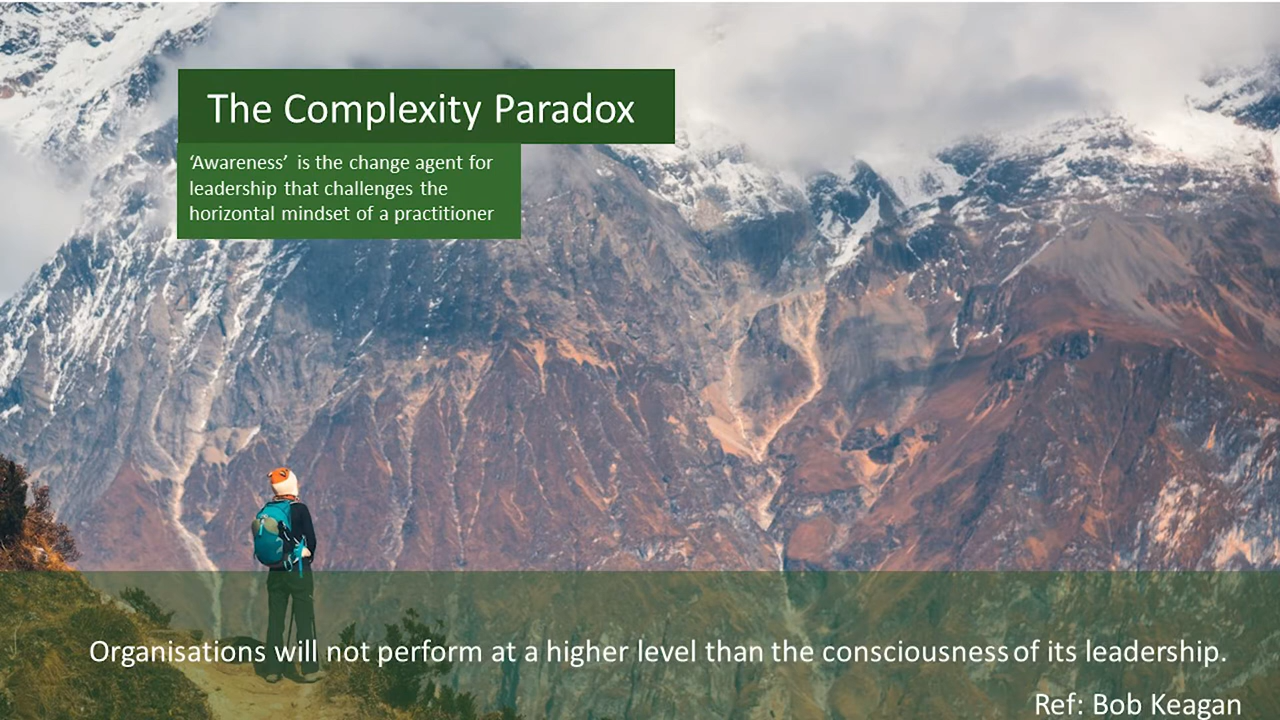 The Complexity Paradox
‘Awareness’ is the change agent for
leadership that challenges the
horizontal mindset of a practitioner
Organisations will not perform at a higher level than the consciousness of its leadership.
Ref: Bob Keagan